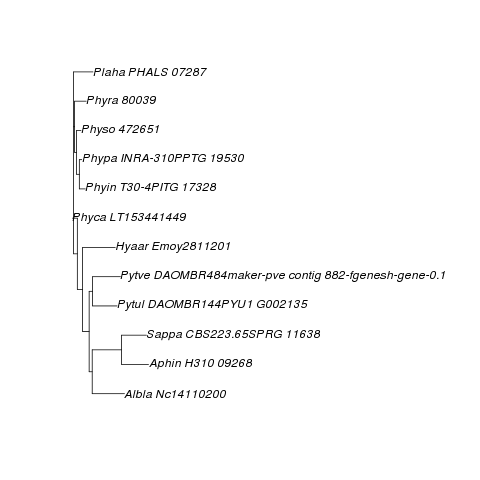 Plaha PHALS 07287
Phyra 80039
Physo 472651
Phypa INRA-310PPTG 19530
Phyin T30-4PITG 17328
Phyca LT153441449
Hyaar Emoy2811201
Pytve DAOMBR484maker-pve contig 882-fgenesh-gene-0.1
Pytul DAOMBR144PYU1 G002135
Sappa CBS223.65SPRG 11638
Aphin H310 09268
Albla Nc14110200